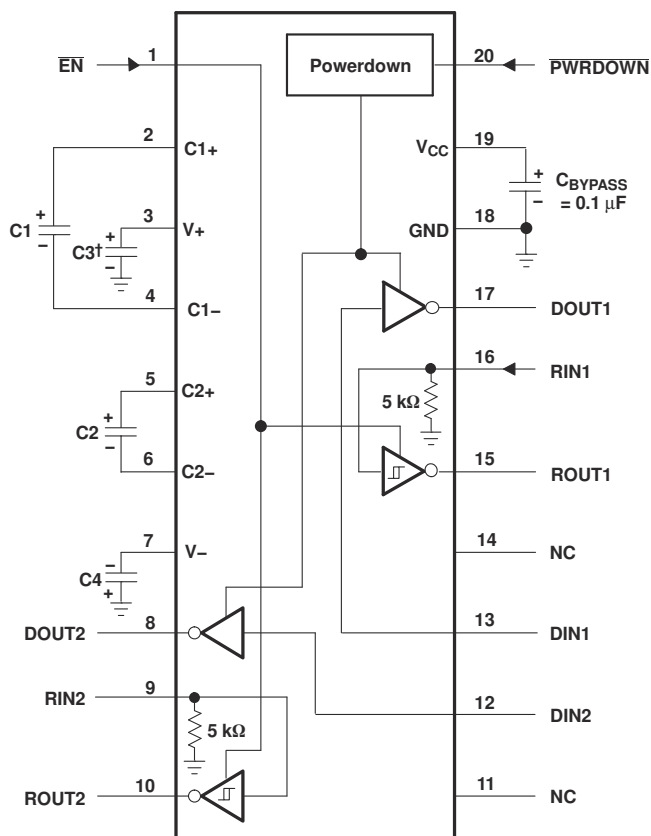 EN 1 Powerdown 20 PWRDOWN
2 C1+ VCC 19
+ CBYPASS
− = 0.1 μF
C1 + − 3 V+ GND 18
+ C3† −
4 C1− 17 DOUT1
16 RIN1
5 C2+ 5 kΩ
C2 + −
6 C2− 15 ROUT1
7 V− 14 NC
− C4 +
DOUT2 8 13 DIN1
RIN2 9 12 DIN2
5 kΩ
ROUT2 10 11 NC